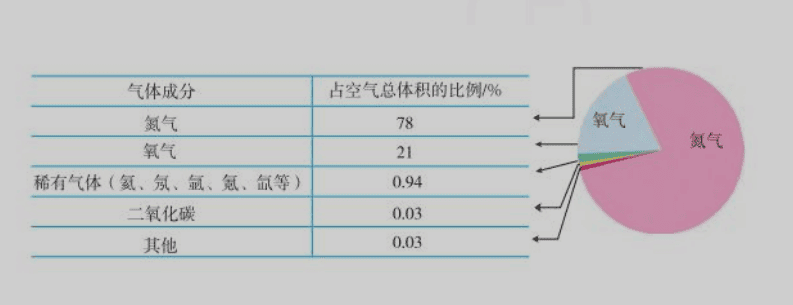 气体成分 占空气总体积的比例/%
氮气 78
氧气 21
稀有气体（氦、氖、氩、氪、氙等） 0.94
二氧化碳 0.03
其他 0.03
氧气
氮气